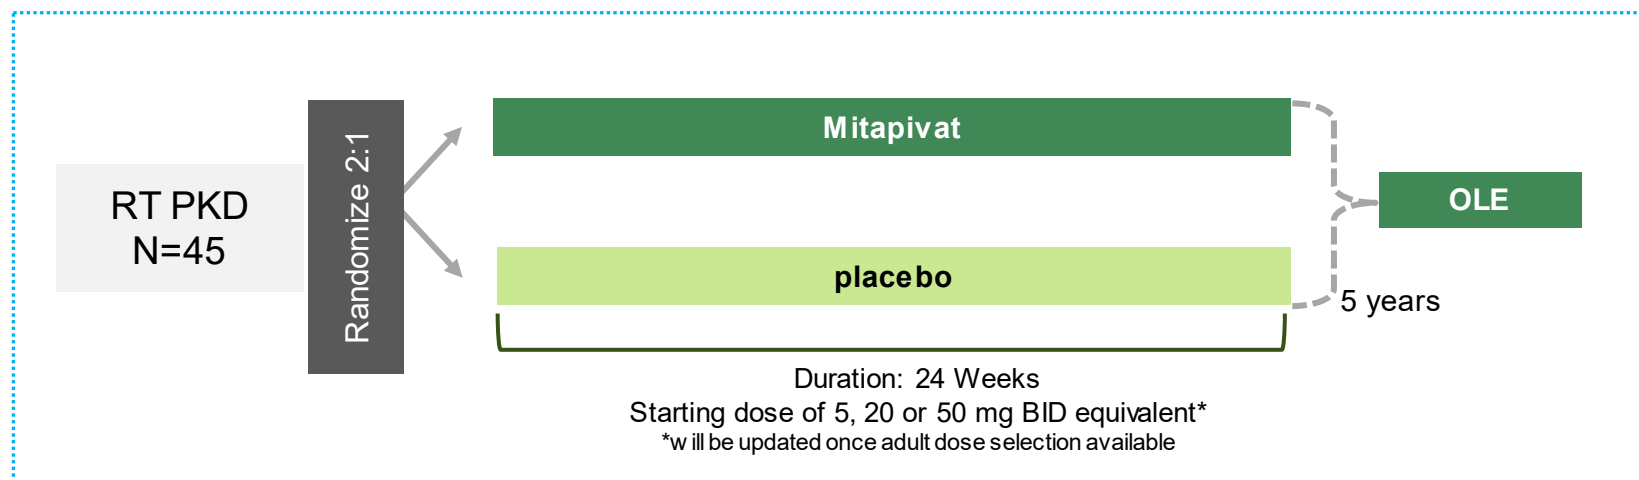 RT PKD
N=45
Randomize 2:1
Mitapivat
placebo
Duration: 24 Weeks
Starting dose of 5, 20 or 50 mg BID equivalent*
*will be updated once adult dose selection available
OLE
5 years